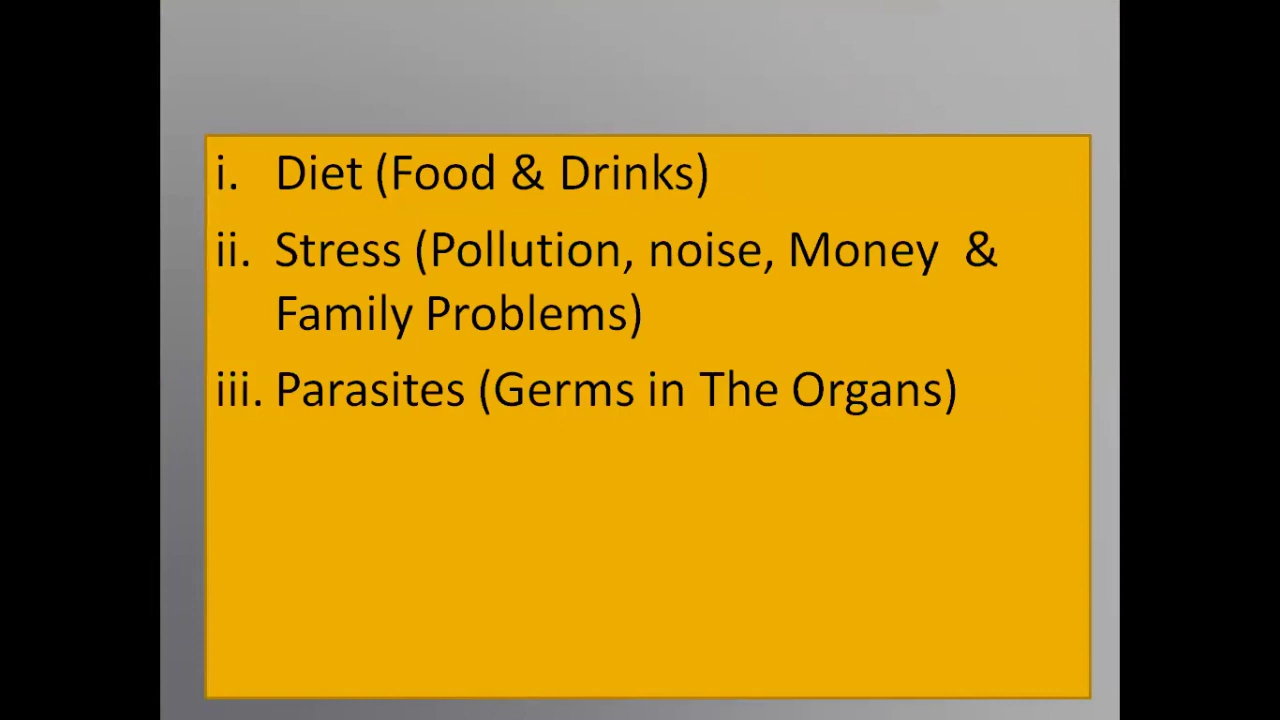 i. Diet (Food & Drinks)
ii. Stress (Pollution, noise, Money &
Family Problems)
iii. Parasites (Germs in The Organs)